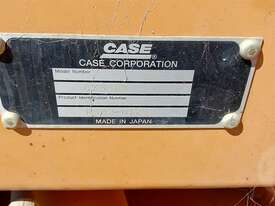 CASE
CASE CORPORATION
Model Number
Product Identification Number
MADE IN JAPAN